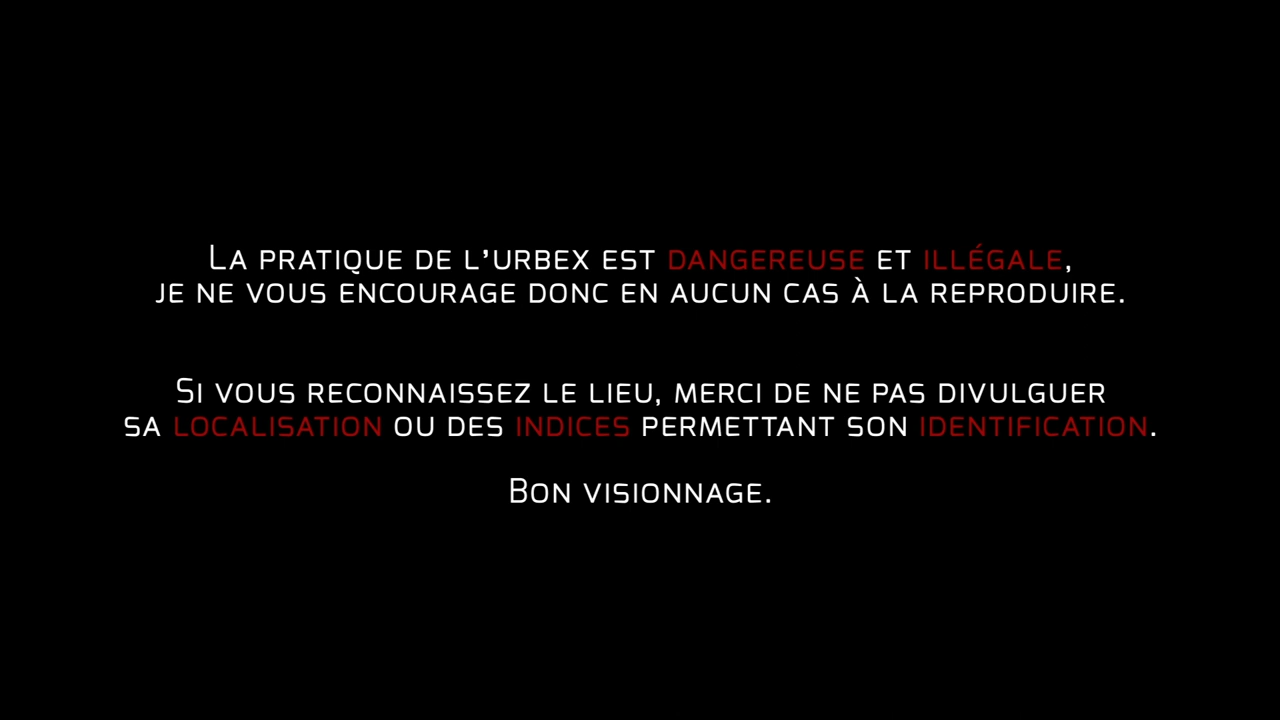 La pratique de l’urbex est dangereuse et illégale,
je ne vous encourage donc en aucun cas à la reproduire.
Si vous reconnaissez le lieu, merci de ne pas divulguer
sa localisation ou des indices permettant son identification.
Bon visionnage.